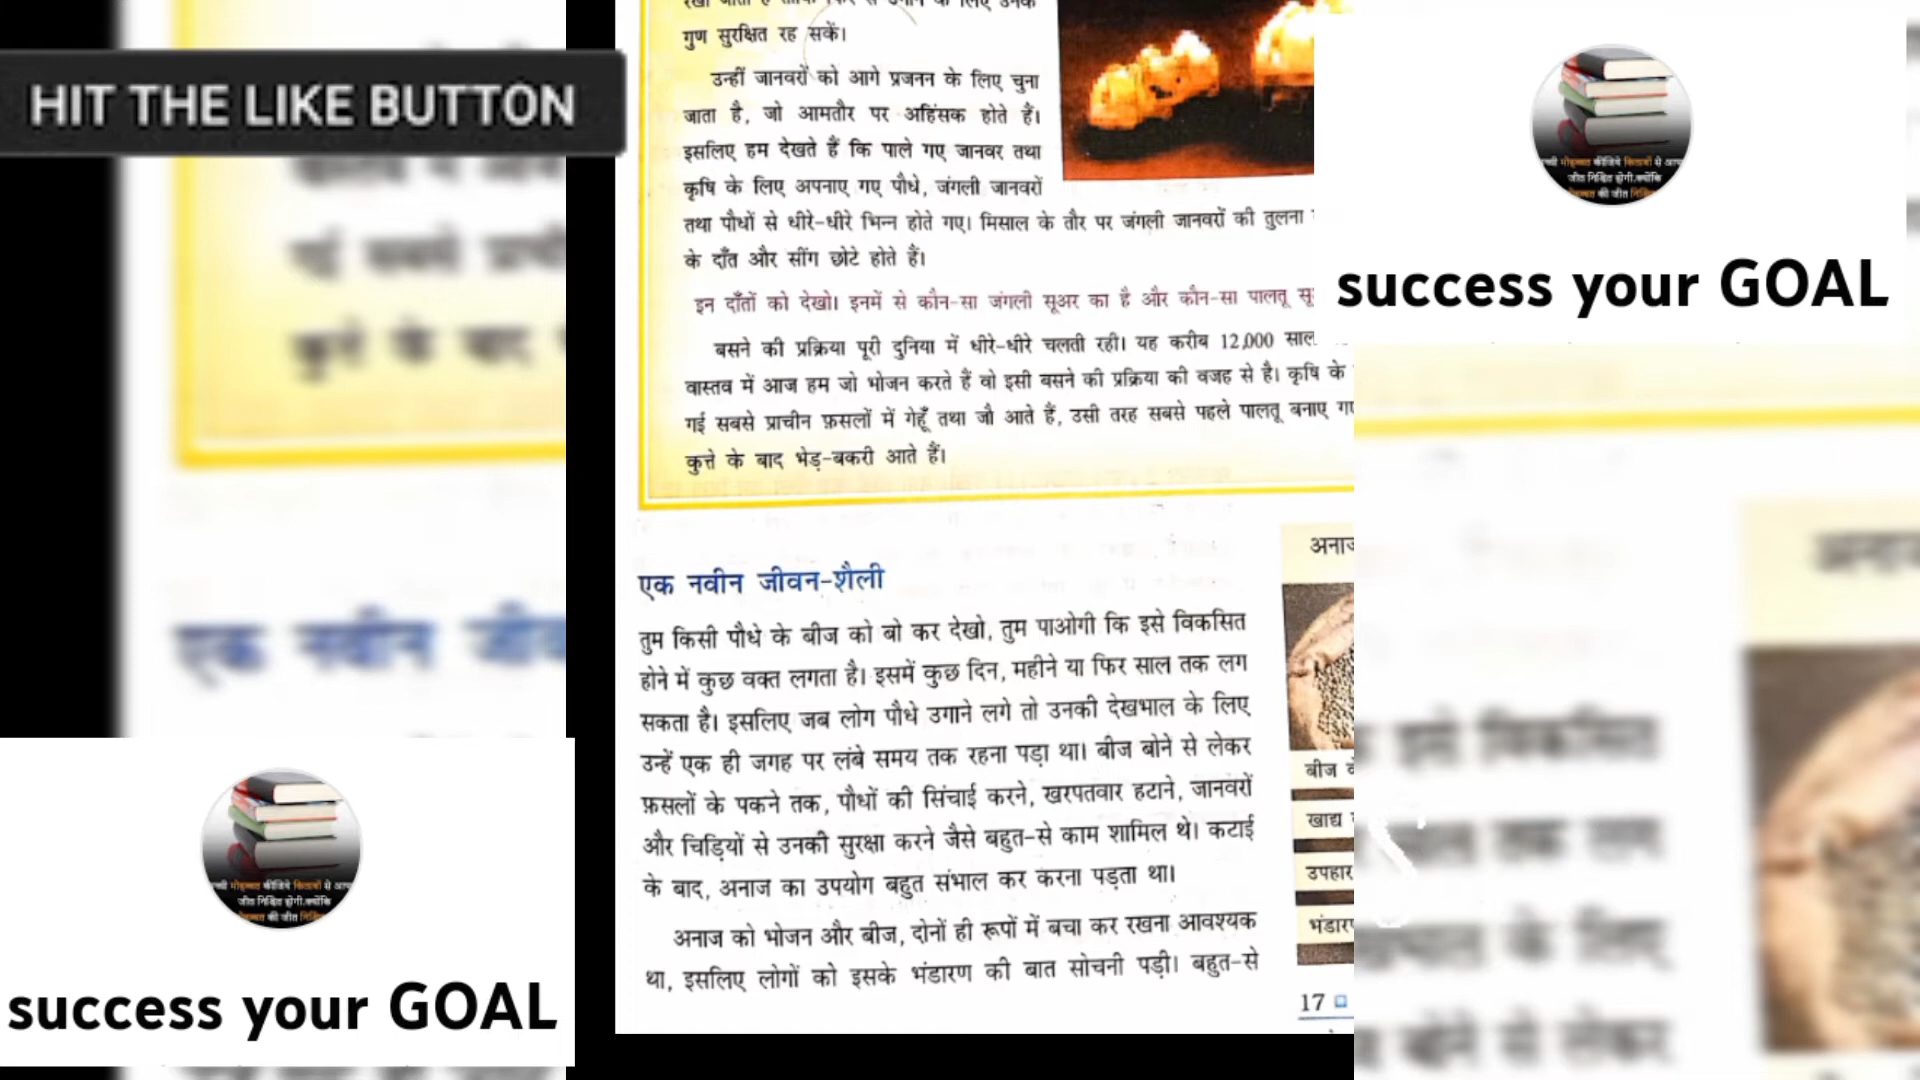 HIT THE LIKE BUTTON
गुण सुरक्षित रह सकें।
उन्हीं जानवरों को आगे प्रजनन के लिए चुना
जाता है, जो आमतौर पर अहिंसक होते हैं।
इसलिए हम देखते हैं कि पाले गए जानवर तथा
कृषि के लिए अपनाए गए पौधे, जंगली जानवरों
तथा पौधों से धीरे-धीरे भिन्न होते गए। मिसाल के तौर पर जंगली जानवरों की तुलना
के दाँत और सींग छोटे होते हैं।
इन दाँतों को देखो। इनमें से कौन-सा जंगली सूअर का है और कौन-सा पालतू
बसने की प्रक्रिया पूरी दुनिया में धीरे-धीरे चलती रही। यह करीब 12,000 साल
वास्तव में आज हम जो भोजन करते हैं वो इसी बसने की प्रक्रिया की वजह से है। कृषि के
गई सबसे प्राचीन फ़सलों में गेहूँ तथा जौ आते हैं, उसी तरह सबसे पहले पालतू बनाए
कुत्ते के बाद भेड़-बकरी आते हैं।
एक नवीन जीवन-शैली
तुम किसी पौधे के बीज को बो कर देखो, तुम पाओगी कि इसे विकसित
होने में कुछ वक्त लगता है। इसमें कुछ दिन, महीने या फिर साल तक लग
सकता है। इसलिए जब लोग पौधे उगाने लगे तो उनकी देखभाल के लिए
उन्हें एक ही जगह पर लंबे समय तक रहना पड़ा था। बीज बोने से लेकर
फ़सलों के पकने तक, पौधों की सिंचाई करने, खरपतवार हटाने, जानवरों
और चिड़ियों से उनकी सुरक्षा करने जैसे बहुत-से काम शामिल थे। कटाई
के बाद, अनाज का उपयोग बहुत संभाल कर करना पड़ता था।
अनाज को भोजन और बीज, दोनों ही रूपों में बचा कर रखना आवश्यक
था, इसलिए लोगों को इसके भंडारण की बात सोचनी पड़ी। बहुत-से
अनाज
बीज
खाद्य
उपहार
17
success your GOAL
success your GOAL